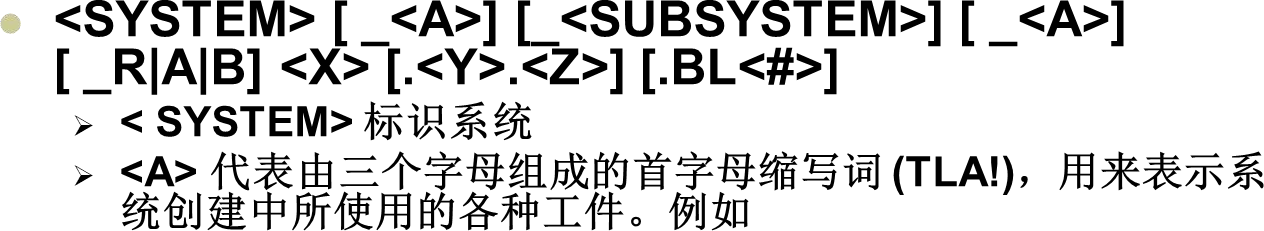 <SYSTEM> [ _<A>] [_<SUBSYSTEM>] [ _<A>]
[ _R|A|B] <X> [.<Y>.<Z>] [.BL<#>]
< SYSTEM> 标识系统
<A> 代表由三个字母组成的首字母缩写词 (TLA!)，用来表示系
统创建中所使用的各种工件。例如